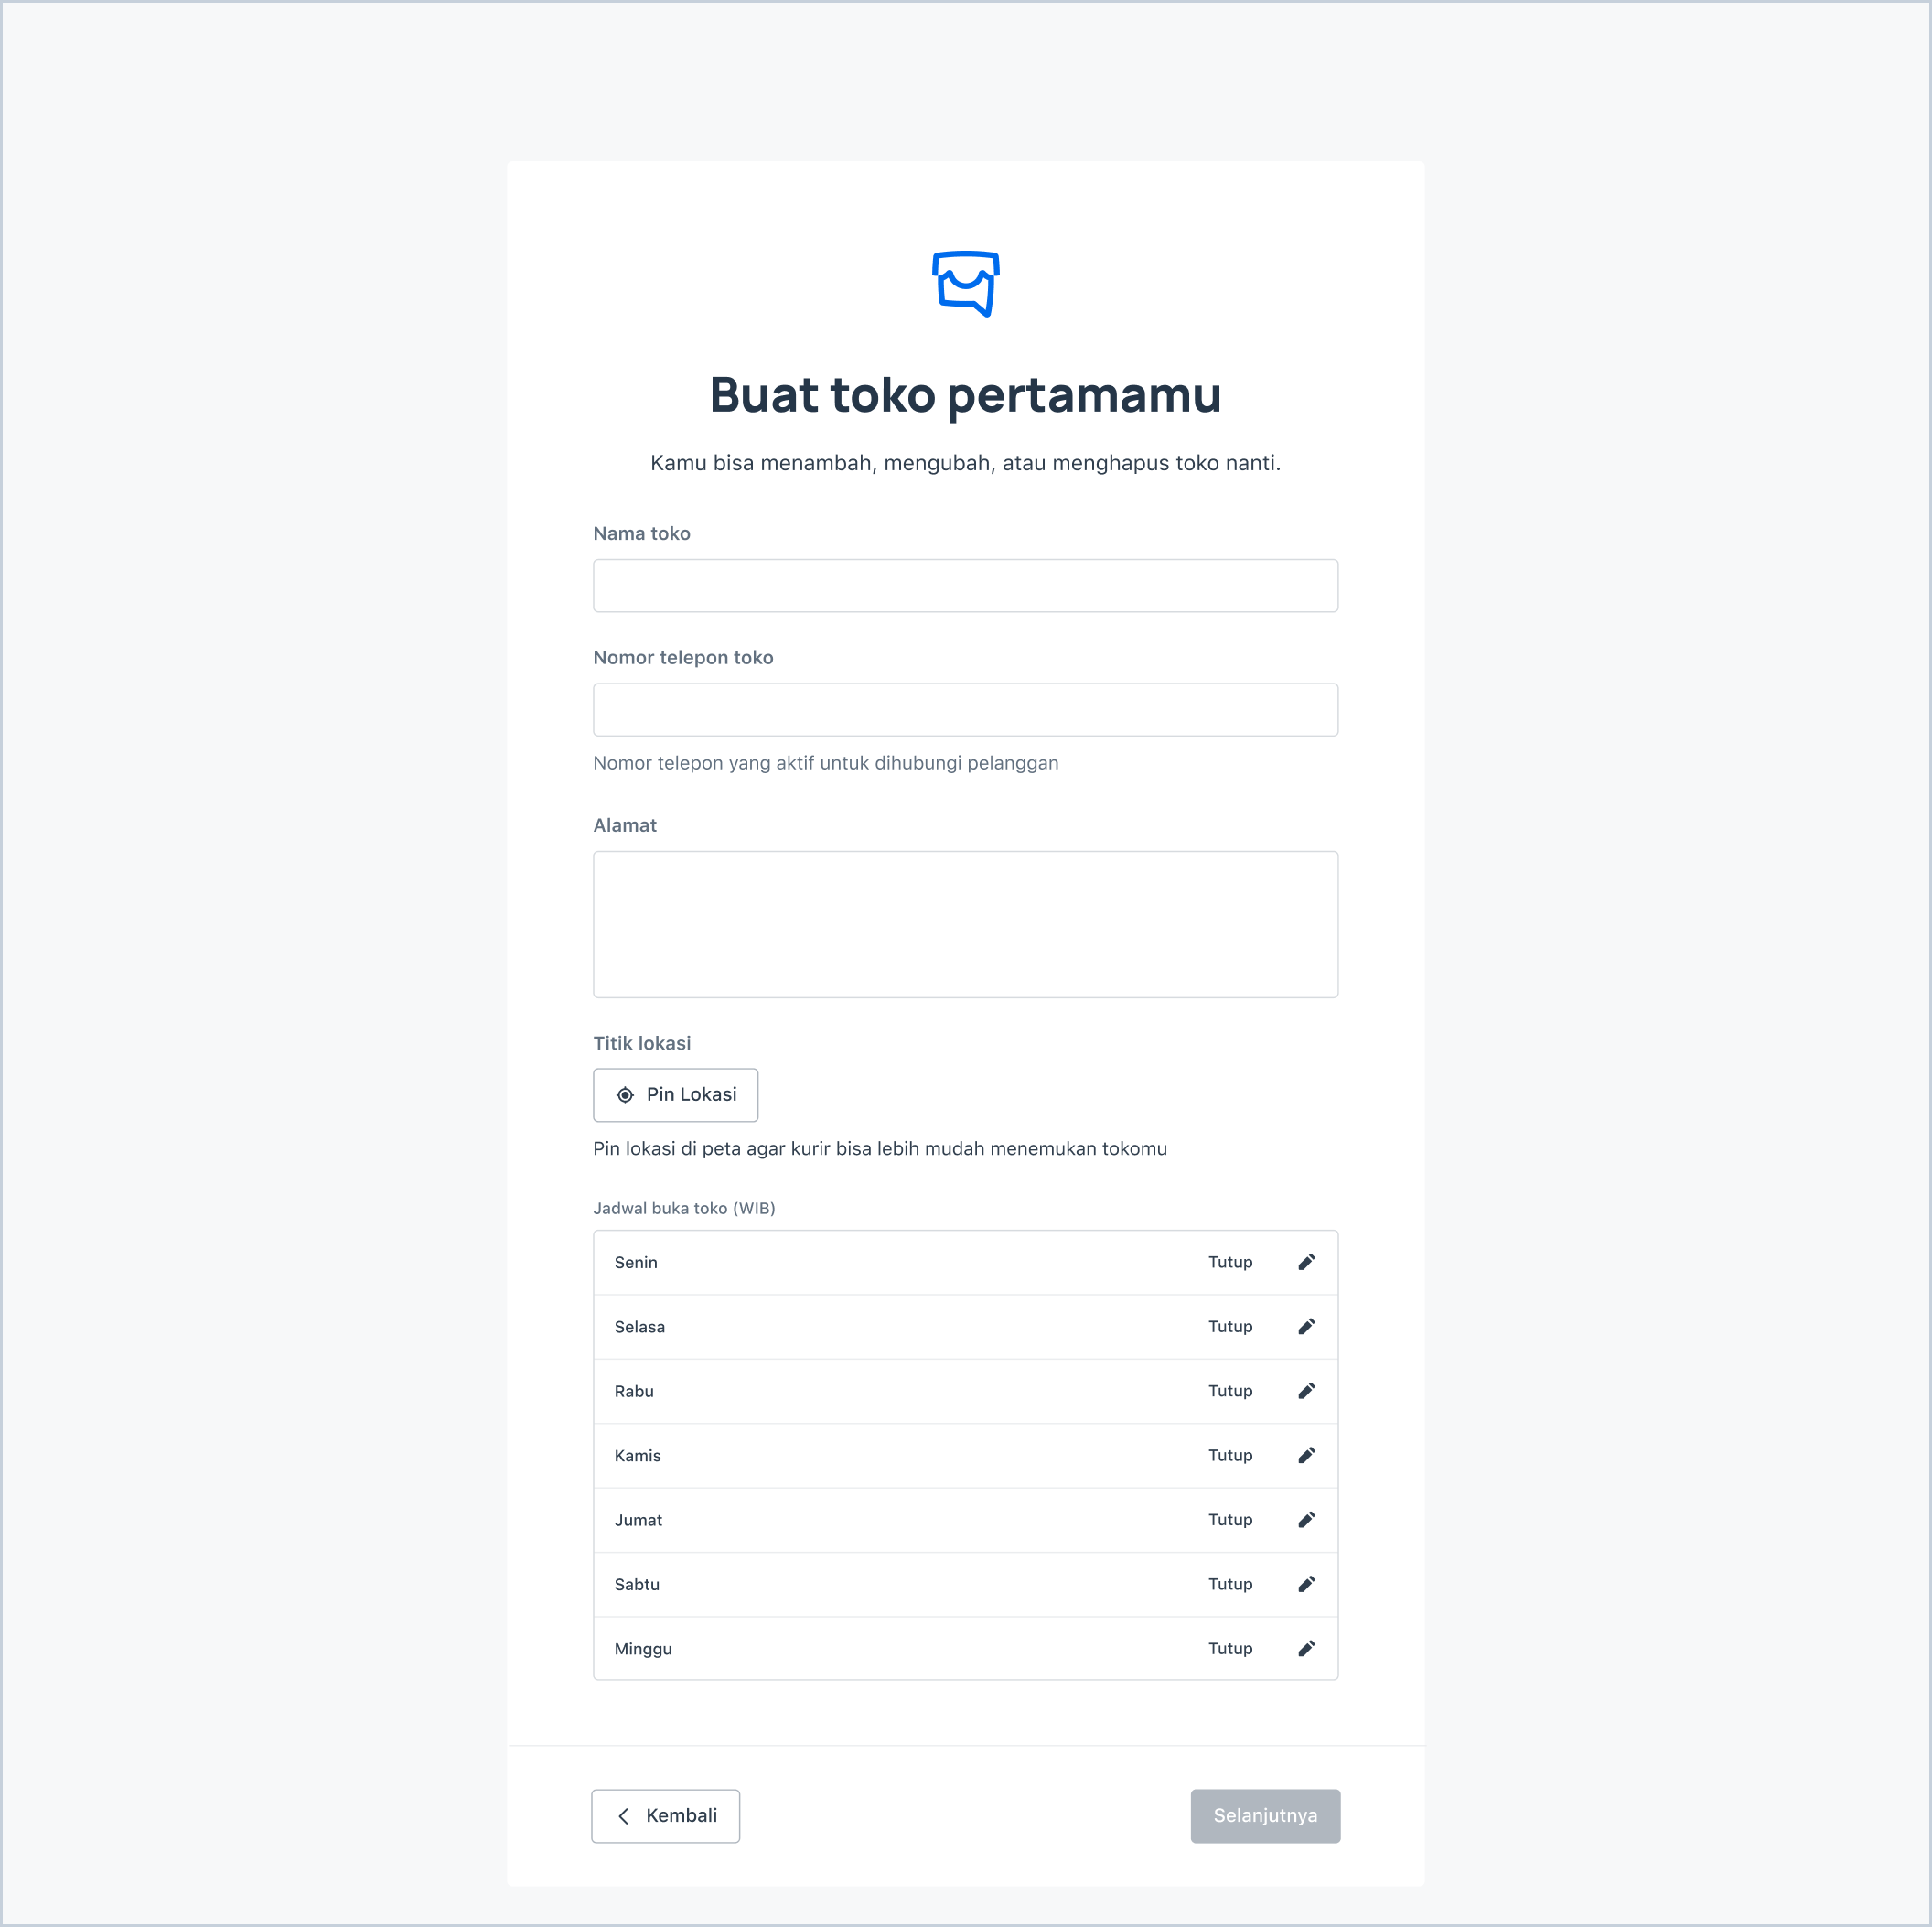 Buat toko pertamamu
Kamu bisa menambah, mengubah, atau menghapus toko nanti.
Nama toko
Nomor telepon toko
Nomor telepon yang aktif untuk dihubungi pelanggan
Alamat
Titik lokasi
Pin Lokasi
Pin lokasi di peta agar kurir bisa lebih mudah menemukan tokomu
Jadwal buka toko (WIB)
Senin Tutup
Selasa Tutup
Rabu Tutup
Kamis Tutup
Jumat Tutup
Sabtu Tutup
Minggu Tutup
Kembali Selanjutnya